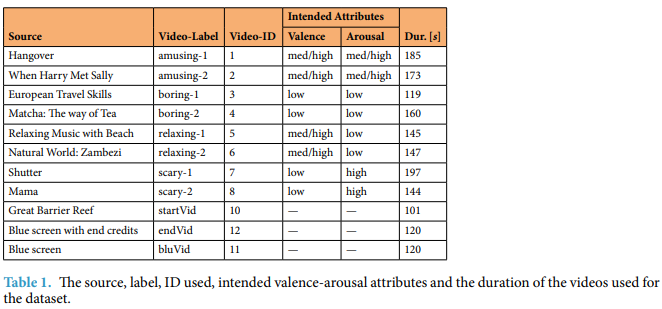 Intended Attributes
Source Video-Label Video-ID Valence Arousal Dur. [s]
Hangover amusing-1 1 med/high med/high 185
When Harry Met Sally amusing-2 2 med/high med/high 173
European Travel Skills boring-1 3 low low 119
Matcha: The way of Tea boring-2 4 low low 160
Relaxing Music with Beach relaxing-1 5 med/high low 145
Natural World: Zambezi relaxing-2 6 med/high low 147
Shutter scary-1 7 low high 197
Mama scary-2 8 low high 144
Great Barrier Reef startVid 10 — — 101
Blue screen with end credits endVid 12 — — 120
Blue screen bluVid 11 — — 120
Table 1. The source, label, ID used, intended valence-arousal attributes and the duration of the videos used for
the dataset.